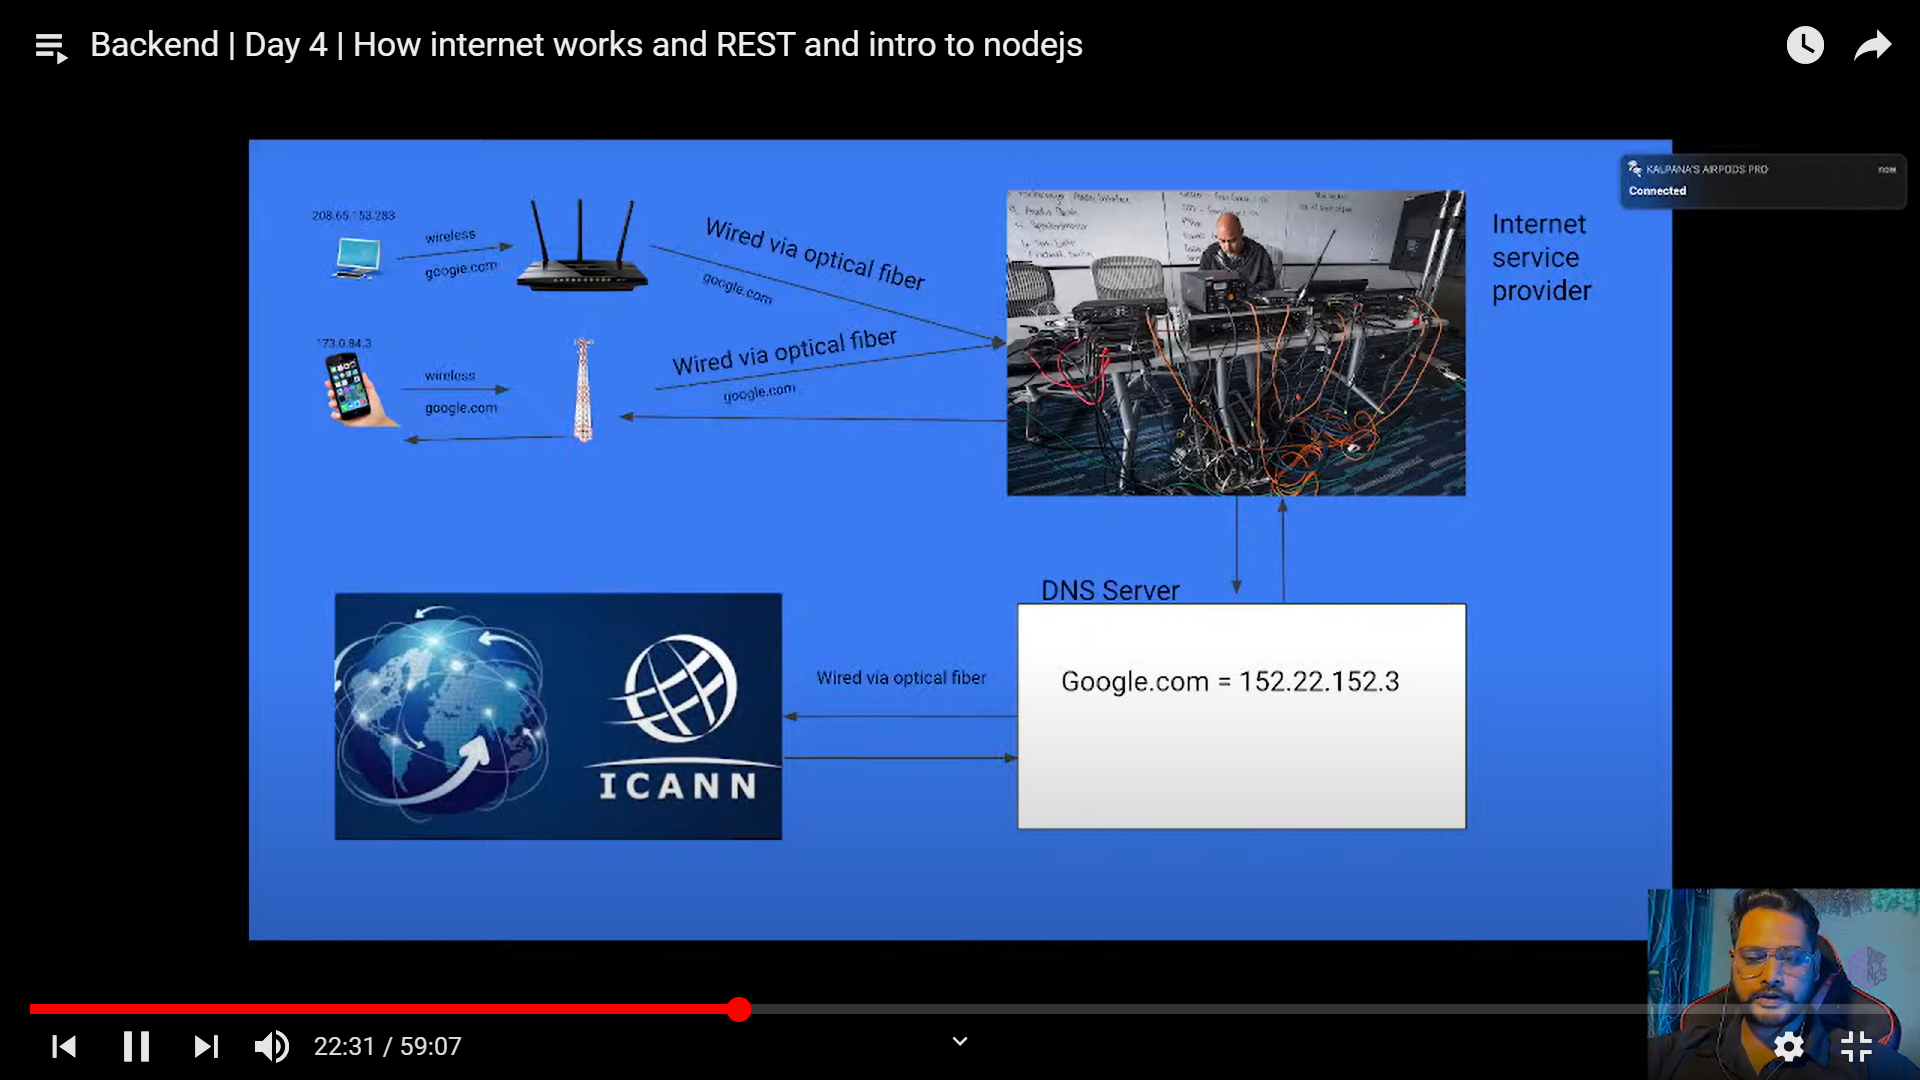 Backend | Day 4 | How internet works and REST and intro to nodejs
KALPANA'S AIRPODS PRO
now
Connected
208.65.153.283
wireless
google.com
Wired via optical fiber
google.com
Internet
service
provider
173.0.84.3
wireless
google.com
Wired via optical fiber
google.com
DNS Server
Google.com = 152.22.152.3
Wired via optical fiber
ICANN
22:31 / 59:07